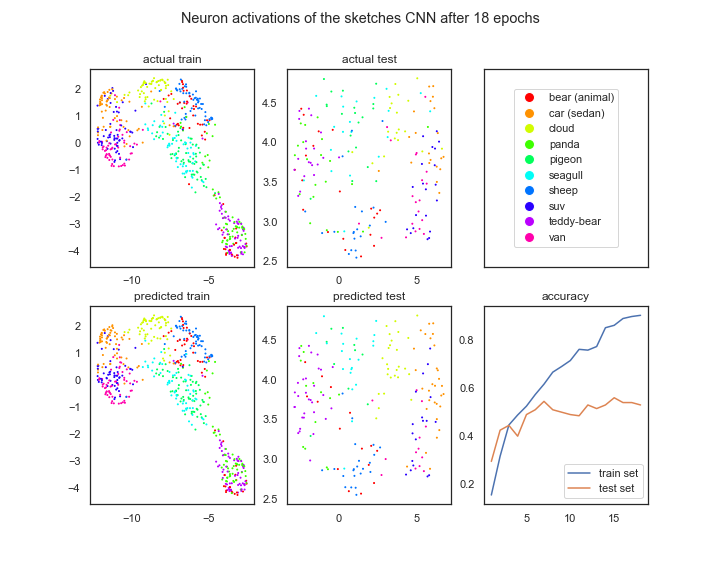 Neuron activations of the sketches CNN after 18 epochs
actual train
2
1
0
−1
−2
−3
−4
−10
−5
actual test
4.5
4.0
3.5
3.0
2.5
0
5
bear (animal)
car (sedan)
cloud
panda
pigeon
seagull
sheep
suv
teddy-bear
van
predicted train
2
1
0
−1
−2
−3
−4
−10
−5
predicted test
4.5
4.0
3.5
3.0
2.5
0
5
accuracy
0.8
0.6
0.4
0.2
train set
test set
5
10
15